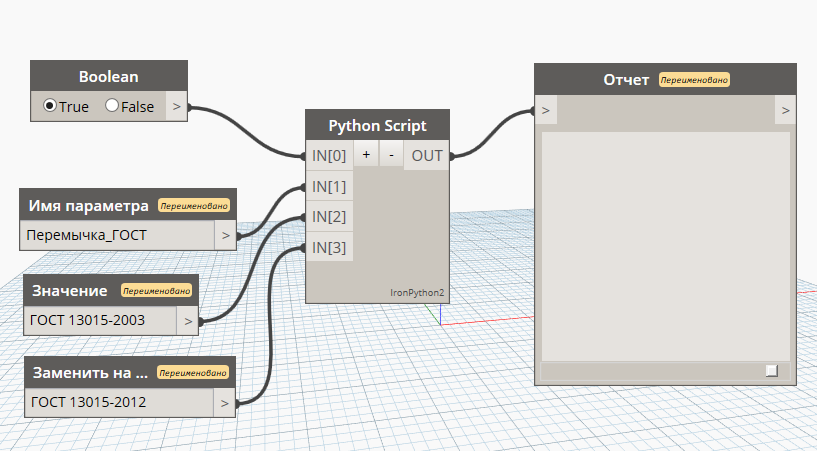 Boolean
True False >
Имя параметра Переименовано
Перемычка_ГОСТ >
Значение Переименовано
ГОСТ 13015-2003 >
Заменить на ... Переименовано
ГОСТ 13015-2012 >
Python Script
IN[0] + - OUT
IN[1]
IN[2]
IN[3]
IronPython2
Отчет Переименовано
> >